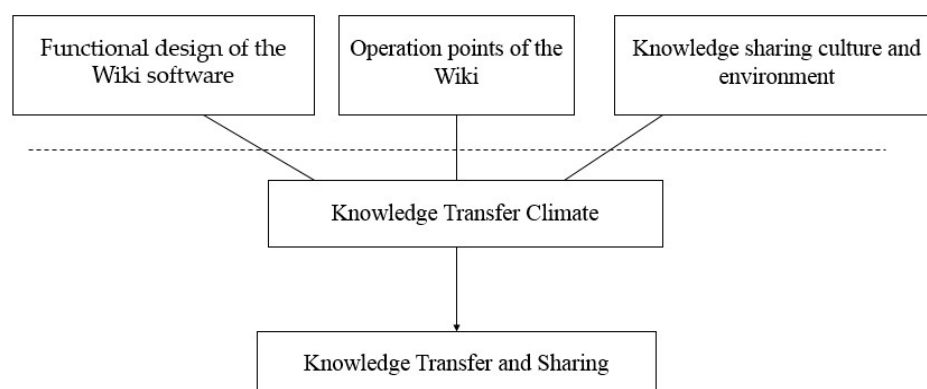 Functional design of the
Wiki software
Operation points of the
Wiki
Knowledge sharing culture and
environment
Knowledge Transfer Climate
Knowledge Transfer and Sharing